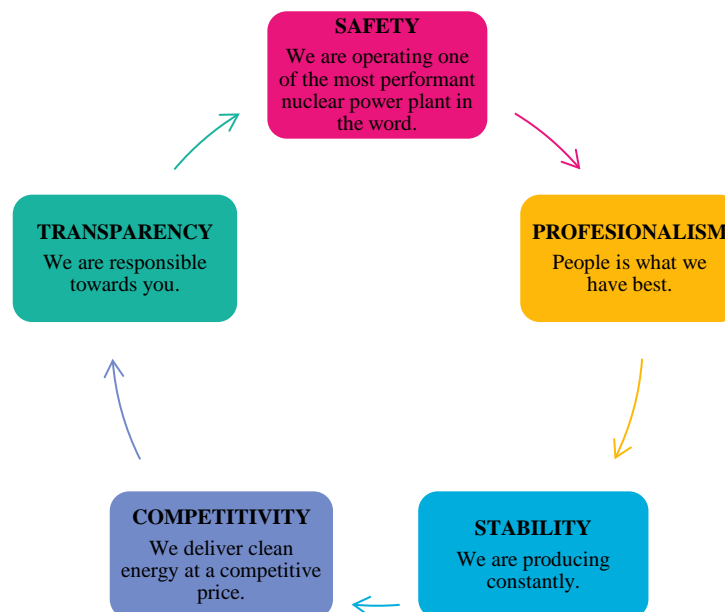 SAFETY
We are operating one
of the most performant
nuclear power plant in
the word.
PROFESIONALISM
People is what we
have best.
STABILITY
We are producing
constantly.
COMPETITIVITY
We deliver clean
energy at a competitive
price.
TRANSPARENCY
We are responsible
towards you.